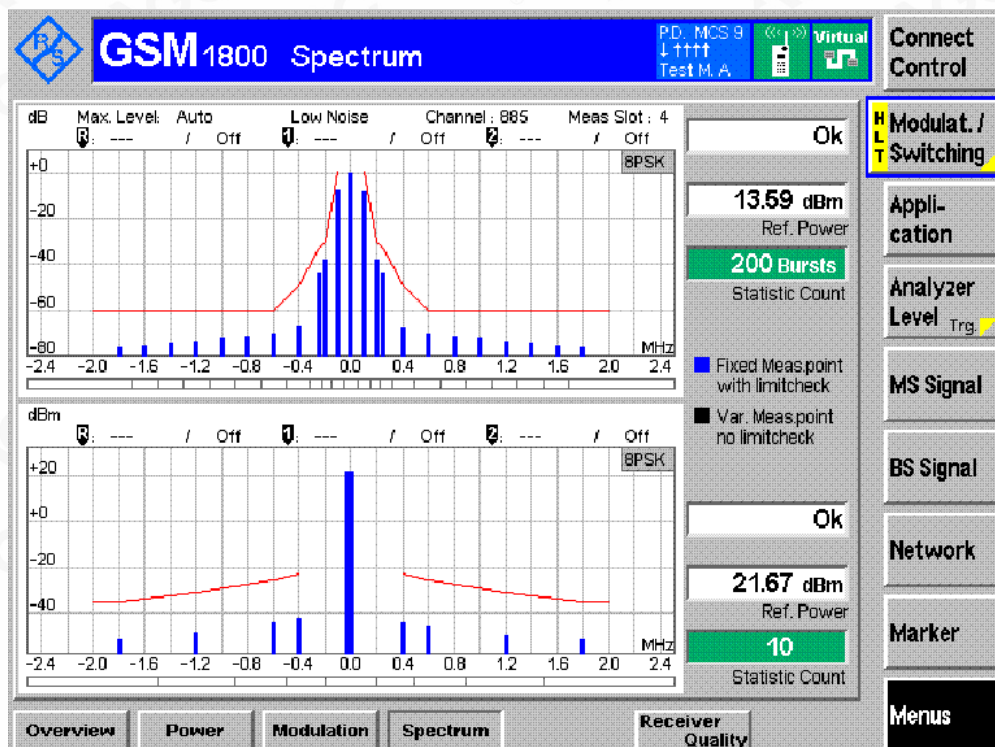 R/S GSM 1800 Spectrum
P.D. MCS 9
↓ ↑↑↑↑
Test M. A
Virtual
Connect
Control
dB Max. Level: Auto Low Noise Channel : 885 Meas Slot : 4
R: --- / Off 1: --- / Off 2: --- / Off
8PSK
+0
-20
-40
-60
-80
MHz
-2.4 -2.0 -1.6 -1.2 -0.8 -0.4 0.0 0.4 0.8 1.2 1.6 2.0 2.4
Ok
13.59 dBm
Ref. Power
200 Bursts
Statistic Count
Fixed Meas.point
with limitcheck
Var. Meas.point
no limitcheck
dBm
R: --- / Off 1: --- / Off 2: --- / Off
8PSK
+20
+0
-20
-40
MHz
-2.4 -2.0 -1.6 -1.2 -0.8 -0.4 0.0 0.4 0.8 1.2 1.6 2.0 2.4
Ok
21.67 dBm
Ref. Power
10
Statistic Count
HLT
Modulat. /
Switching
Appli-
cation
Analyzer
Level Trg.
MS Signal
BS Signal
Network
Marker
Menus
Overview Power Modulation Spectrum Receiver
Quality